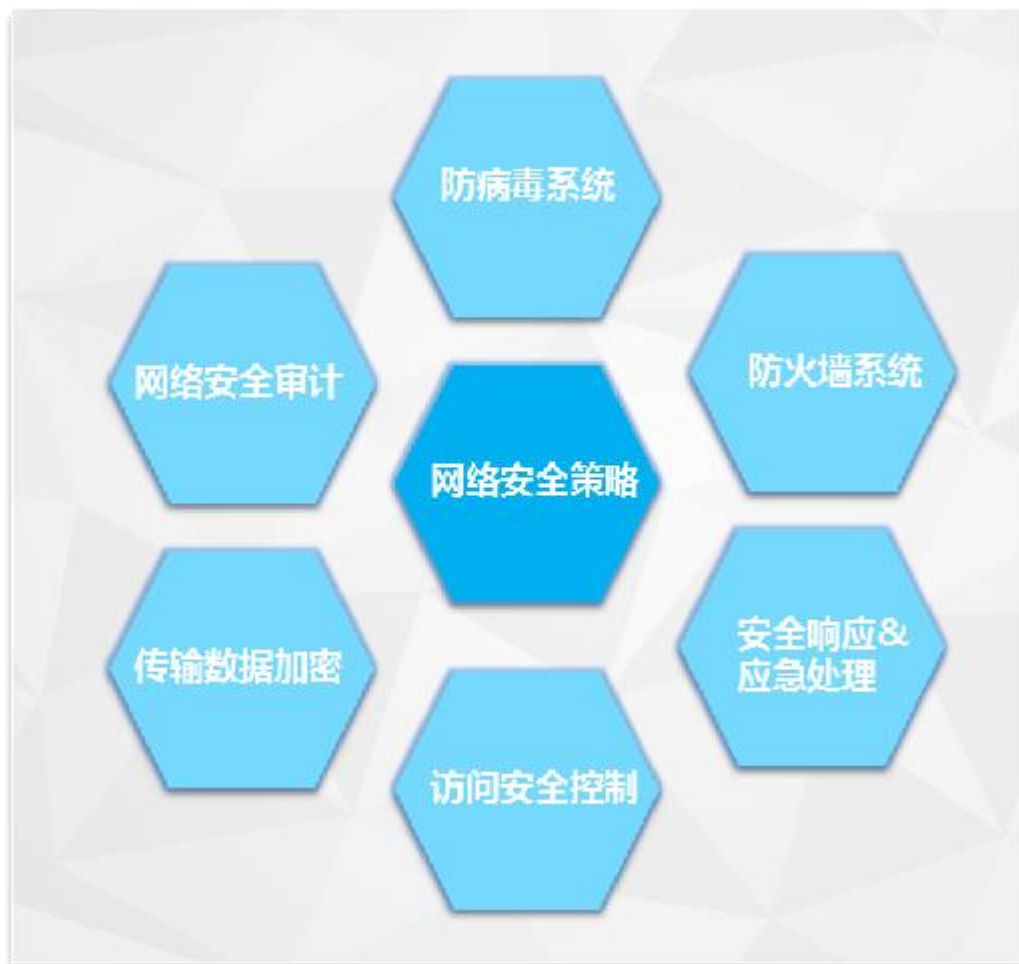 防病毒系统
网络安全审计
防火墙系统
网络安全策略
传输数据加密
安全响应&
应急处理
访问安全控制